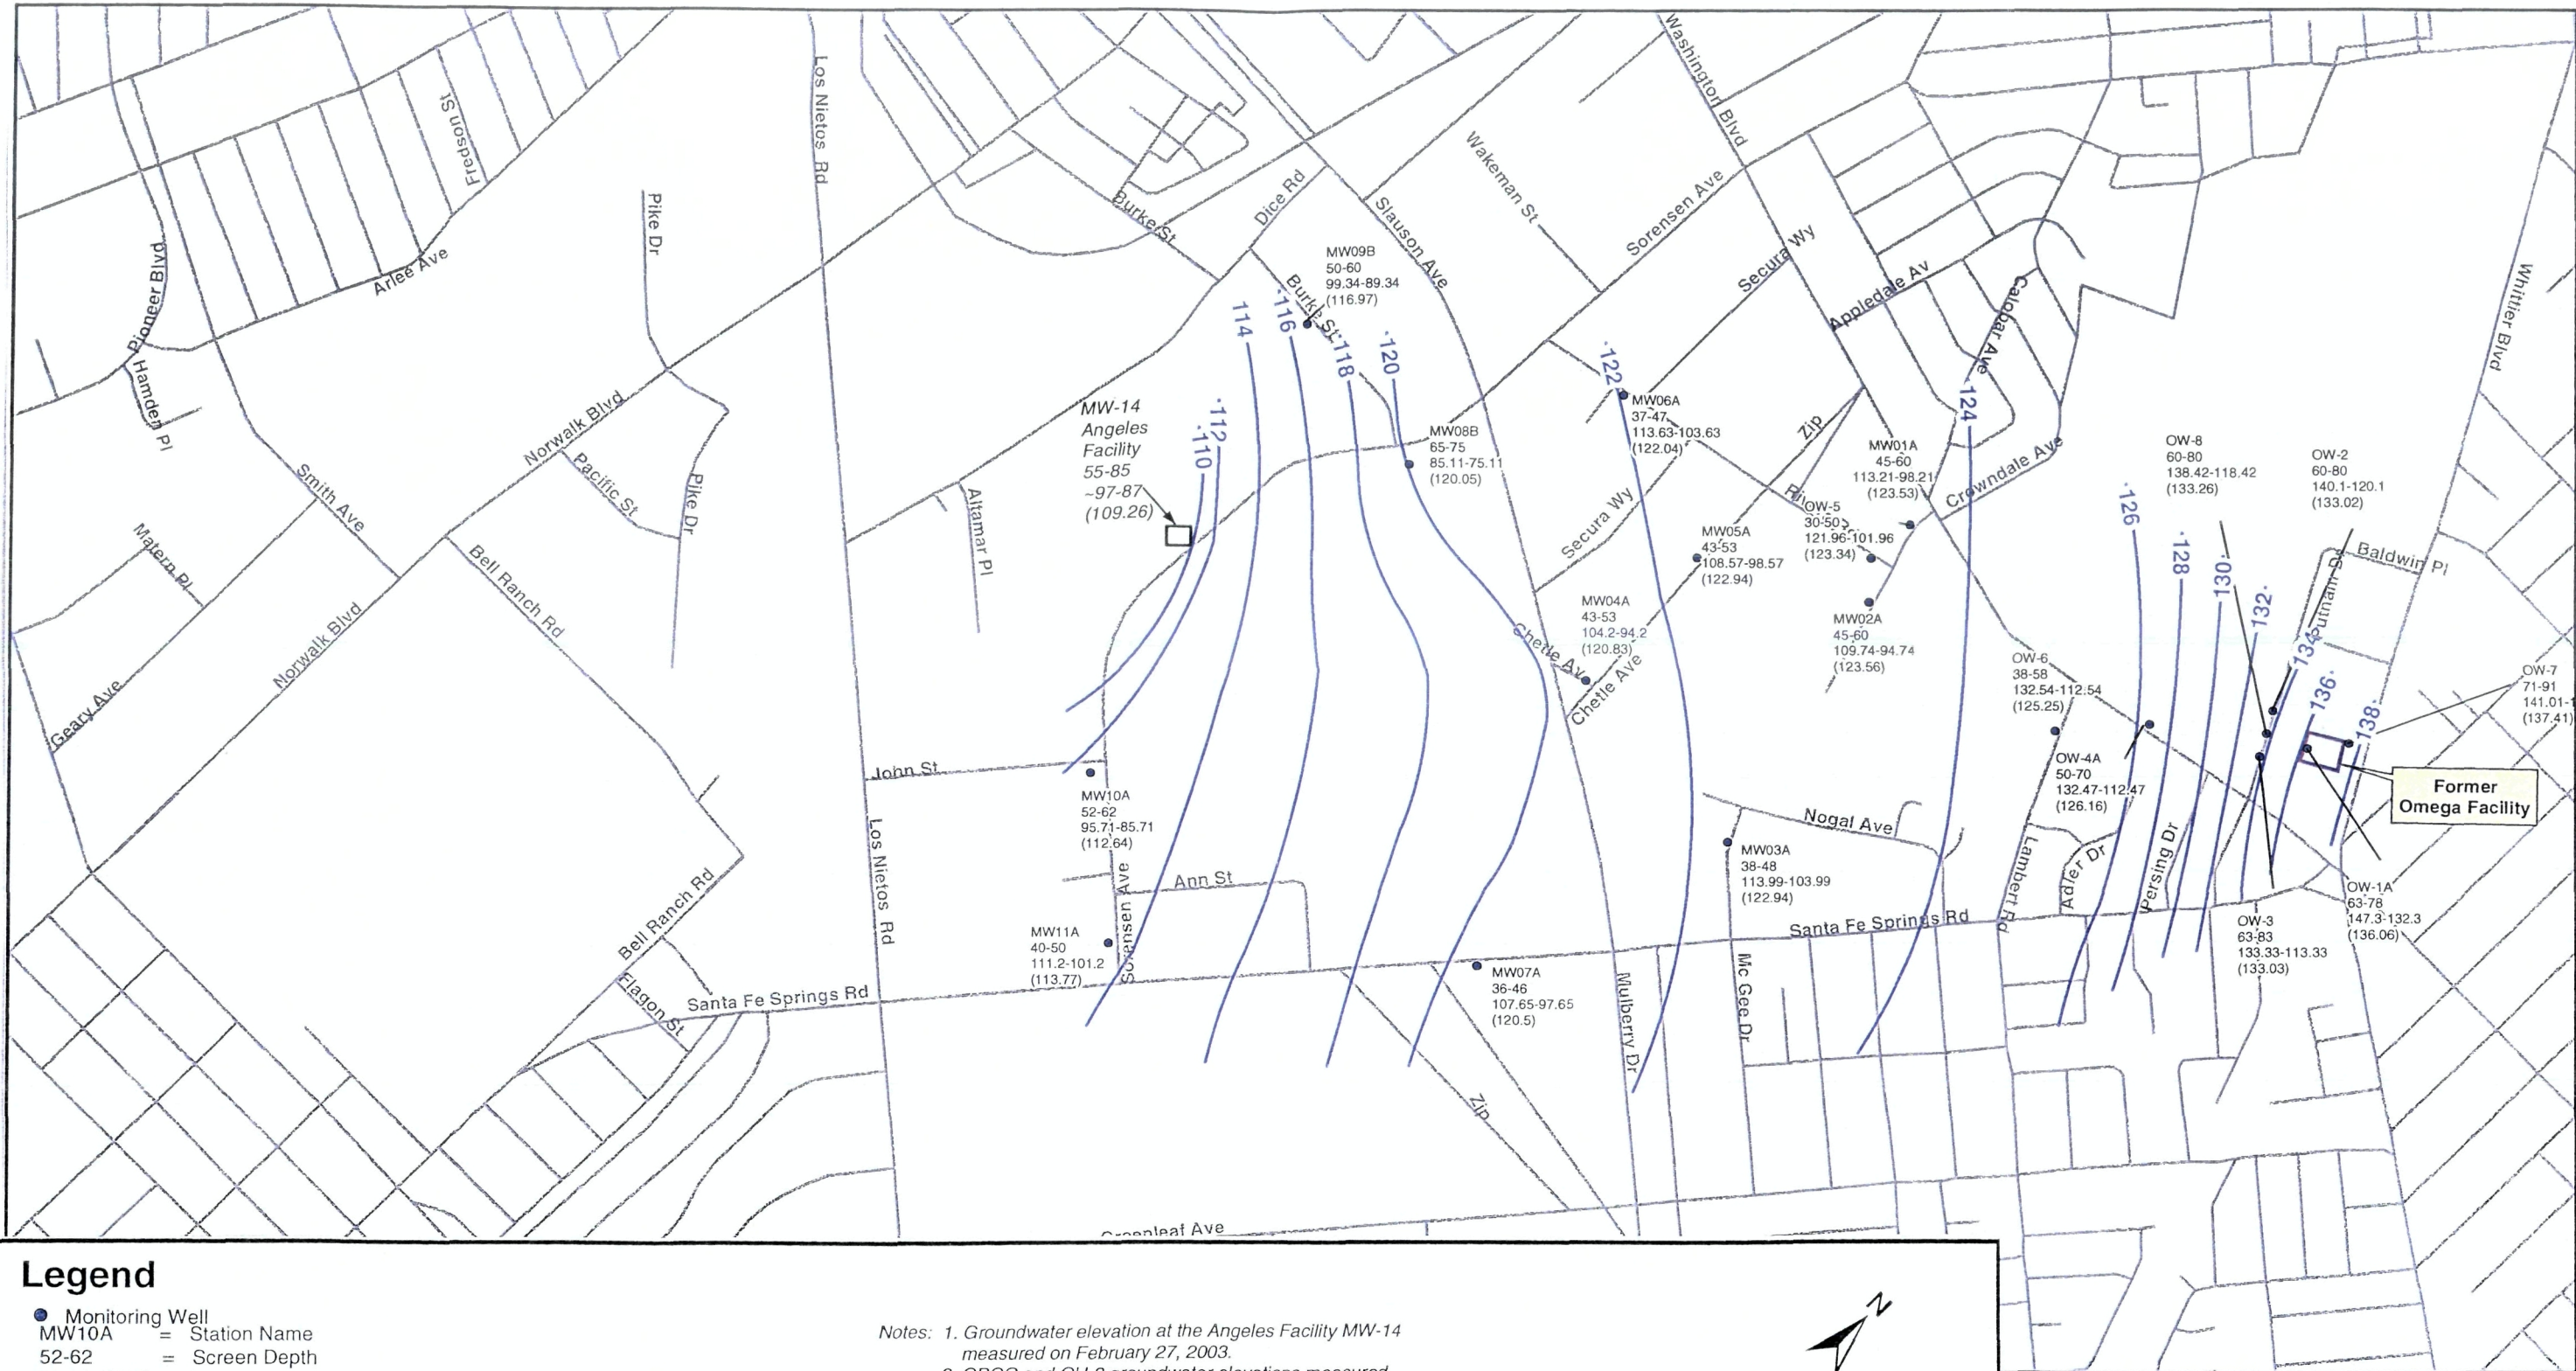 Los Nietos Rd
Washington Blvd
Fredson St
Pike Dr
Wakeman St
Burke St
Dice Rd
Slauson Ave
Sorensen Ave
Secura Wy
Pioneer Blvd
Arlee Ave
Appledale Av
Calobar Ave
Whittier Blvd
MW09B
50-60
99.34-89.34
(116.97)
Burke St
114
116
118
120
122
124
Hamden Pl
Norwalk Blvd
MW-14
Angeles
Facility
55-85
~97-87
(109.26)
112
110
MW06A
37-47
113.63-103.63
(122.04)
Zip
MW08B
65-75
85.11-75.11
(120.05)
MW01A
45-60
113.21-98.21
(123.53)
Crowndale Ave
OW-8
60-80
138.42-118.42
(133.26)
OW-2
60-80
140.1-120.1
(133.02)
Smith Ave
Pacific St
Pike Dr
Altamar Pl
Secura Wy
OW-5
30-50
121.96-101.96
(123.34)
MW05A
43-53
108.57-98.57
(122.94)
126
128
130
132
134
136
138
Baldwin Pl
Putnam Dr
Matern Pl
Bell Ranch Rd
Norwalk Blvd
MW04A
43-53
104.2-94.2
(120.83)
Chetle Av
Chetle Ave
MW02A
45-60
109.74-94.74
(123.56)
OW-6
38-58
132.54-112.54
(125.25)
OW-7
71-91
(137.41)
Geary Ave
John St
MW10A
52-62
95.71-85.71
(112.64)
OW-4A
50-70
132.47-112.47
(126.16)
Former
Omega Facility
Nogal Ave
MW03A
38-48
113.99-103.99
(122.94)
Lambert Rd
Adler Dr
Persing Dr
Los Nietos Rd
Sorensen Ave
Ann St
Bell Ranch Rd
MW11A
40-50
111.2-101.2
(113.77)
Santa Fe Springs Rd
OW-3
63-83
133.33-113.33
(133.03)
OW-1A
63-78
147.3-132.3
(136.06)
Flagon St
Santa Fe Springs Rd
MW07A
36-46
107.65-97.65
(120.5)
Mulberry Dr
Mc Gee Dr
Zip
Greenleaf Ave
Legend
Monitoring Well
MW10A = Station Name
52-62 = Screen Depth
Notes: 1. Groundwater elevation at the Angeles Facility MW-14
measured on February 27, 2003.
N